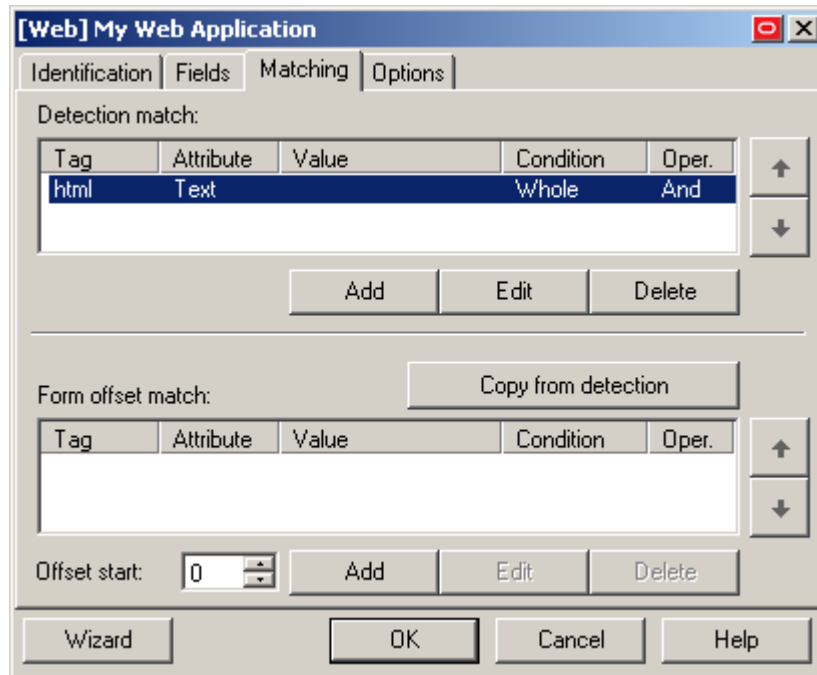 [Web] My Web Application
Identification Fields Matching Options
Detection match:
Tag Attribute Value Condition Oper.
html Text Whole And
Add Edit Delete
Copy from detection
Form offset match:
Tag Attribute Value Condition Oper.
Offset start: 0 Add Edit Delete
Wizard OK Cancel Help